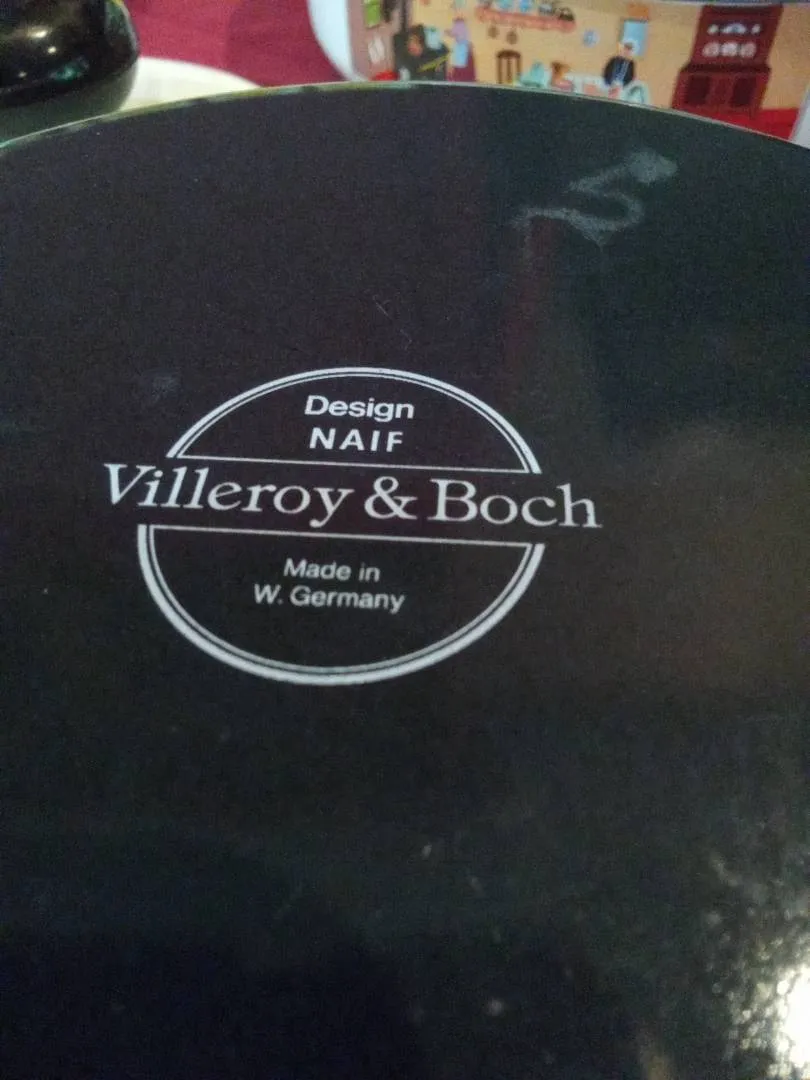 Design
NAIF
Villeroy & Boch
Made in
W. Germany